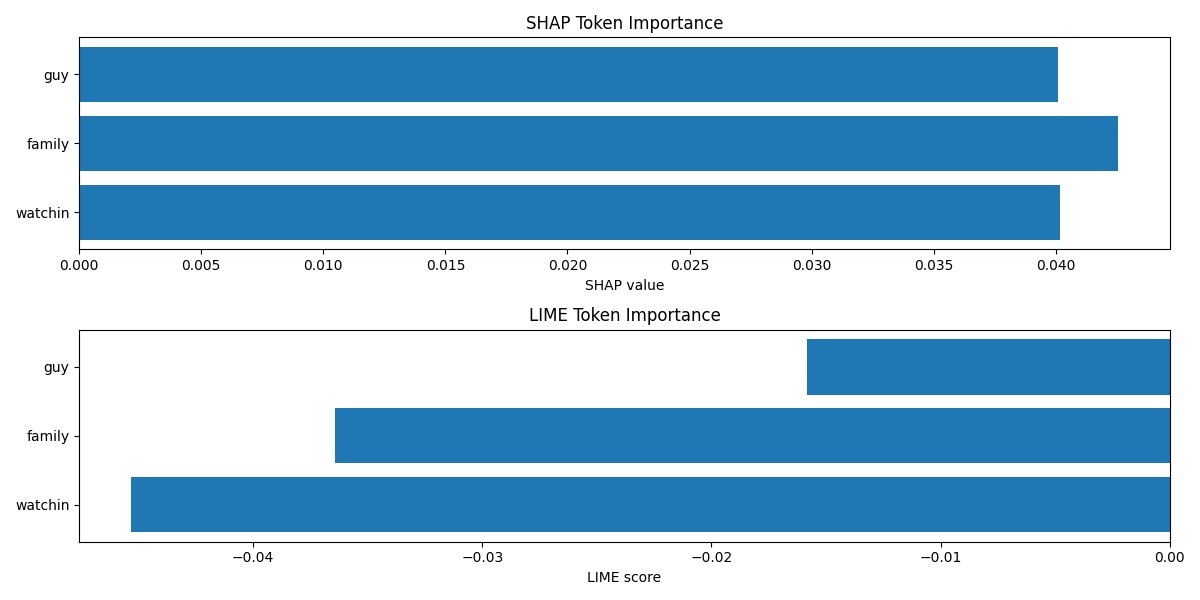 SHAP Token Importance
guy
family
watchin
0.000 0.005 0.010 0.015 0.020 0.025 0.030 0.035 0.040
SHAP value
LIME Token Importance
guy
family
watchin
−0.04 −0.03 −0.02 −0.01 0.00
LIME score